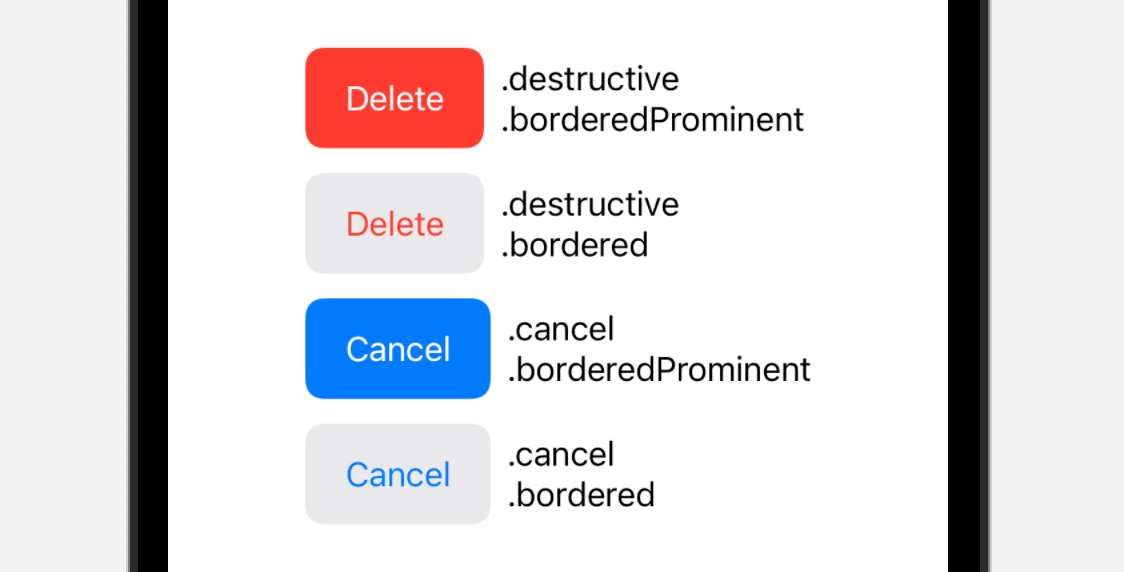 Delete
.destructive
.borderedProminent
Delete
.destructive
.bordered
Cancel
.cancel
.borderedProminent
Cancel
.cancel
.bordered